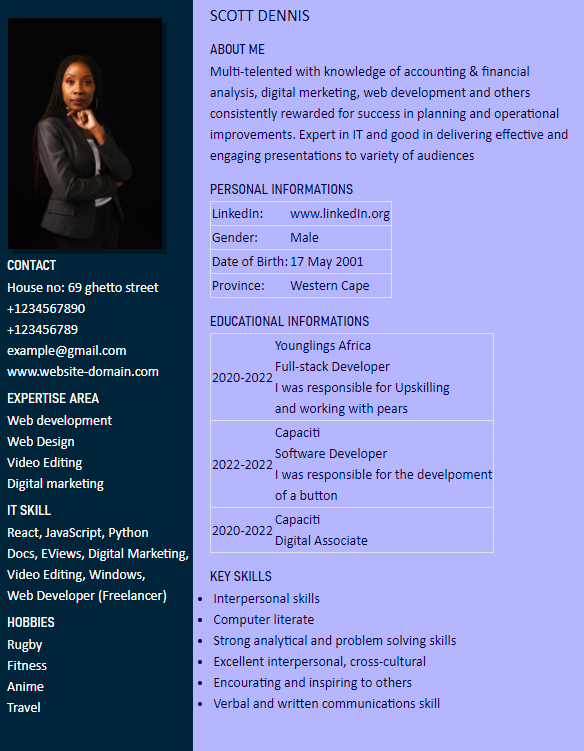 SCOTT DENNIS
ABOUT ME
Multi-telented with knowledge of accounting & financial
analysis, digital merketing, web development and others
consistently rewarded for success in planning and operational
improvements. Expert in IT and good in delivering effective and
engaging presentations to variety of audiences
PERSONAL INFORMATIONS
LinkedIn: www.linkedIn.org
Gender: Male
Date of Birth: 17 May 2001
Province: Western Cape
EDUCATIONAL INFORMATIONS
2020-2022
Younglings Africa
Full-stack Developer
I was responsible for Upskilling
and working with pears
2022-2022
Capaciti
Software Developer
I was responsible for the develpoment
of a button
2020-2022
Capaciti
Digital Associate
KEY SKILLS
Interpersonal skills
Computer literate
Strong analytical and problem solving skills
Excellent interpersonal, cross-cultural
Encourating and inspiring to others
Verbal and written communications skill
CONTACT
House no: 69 ghetto street
+1234567890
+123456789
example@gmail.com
www.website-domain.com
EXPERTISE AREA
Web development
Web Design
Video Editing
Digital marketing
IT SKILL
React, JavaScript, Python
Docs, EViews, Digital Marketing,
Video Editing, Windows,
Web Developer (Freelancer)
HOBBIES
Rugby
Fitness
Anime
Travel